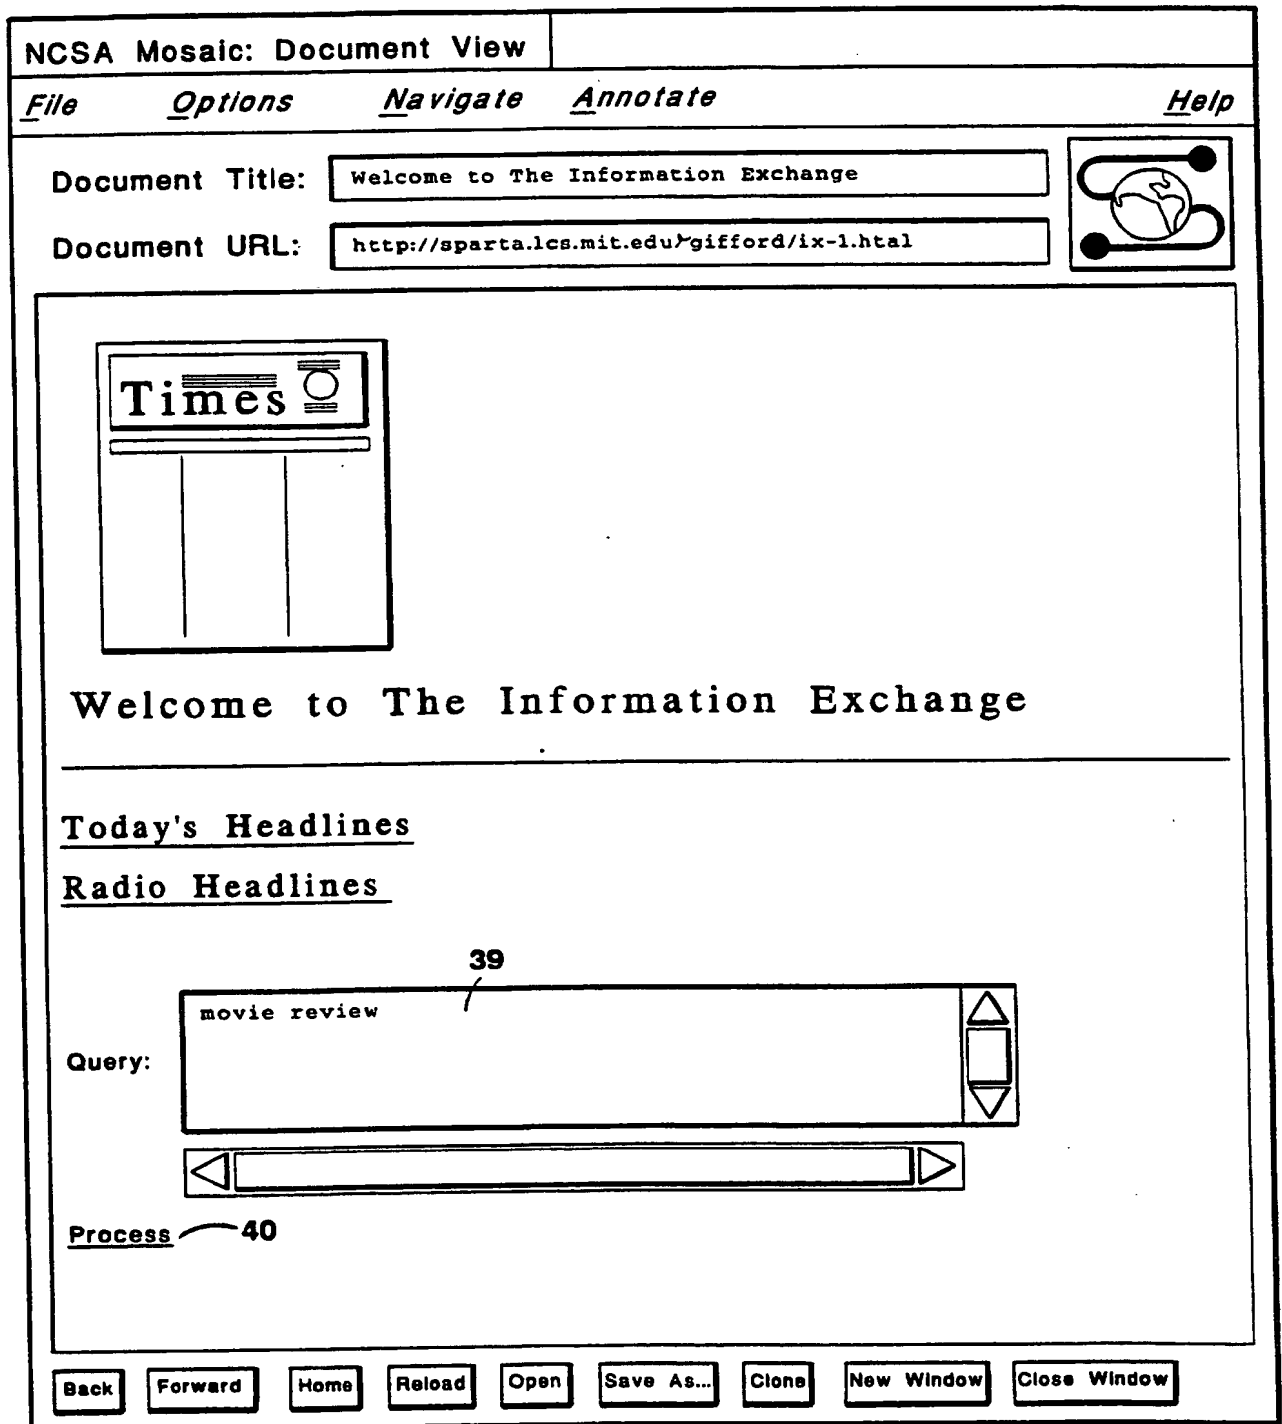 NCSA Mosaic: Document View
File Options Navigate Annotate Help
Document Title: Welcome to The Information Exchange
Document URL: http://sparta.lcs.mit.edu/~gifford/ix-1.htal
Times
Welcome to The Information Exchange
Today's Headlines
Radio Headlines
39
movie review
Query:
Process 40
Back Forward Home Reload Open Save As... Clone New Window Close Window